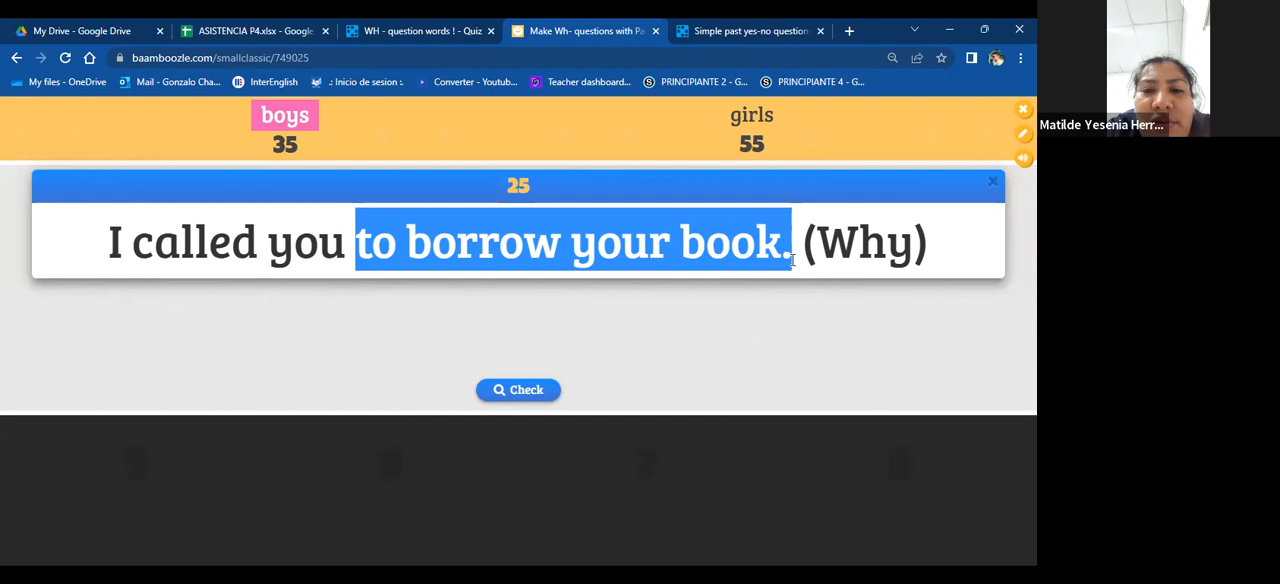 My Drive - Google Drive
ASISTENCIA P4.xlsx - Google
WH - question words ! - Quiz
Make Wh- questions with Pa
Simple past yes-no question
baamboozle.com/smallclassic/749025
My files - OneDrive
Mail - Gonzalo Cha...
InterEnglish
.: Inicio de sesion :.
Converter - Youtub...
Teacher dashboard...
PRINCIPIANTE 2 - G...
PRINCIPIANTE 4 - G...
boys
girls
35
55
Matilde Yesenia Herr...
25
I called you to borrow your book. (Why)
Check